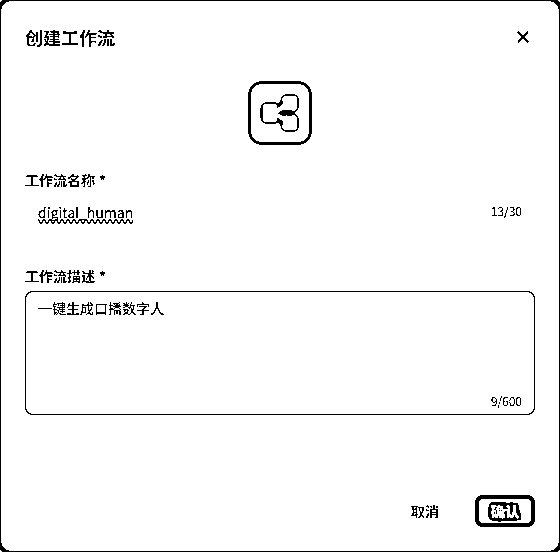 创建工作流
工作流名称 *
digital_human
13/30
工作流描述 *
一键生成口播数字人
9/600
取消
确认